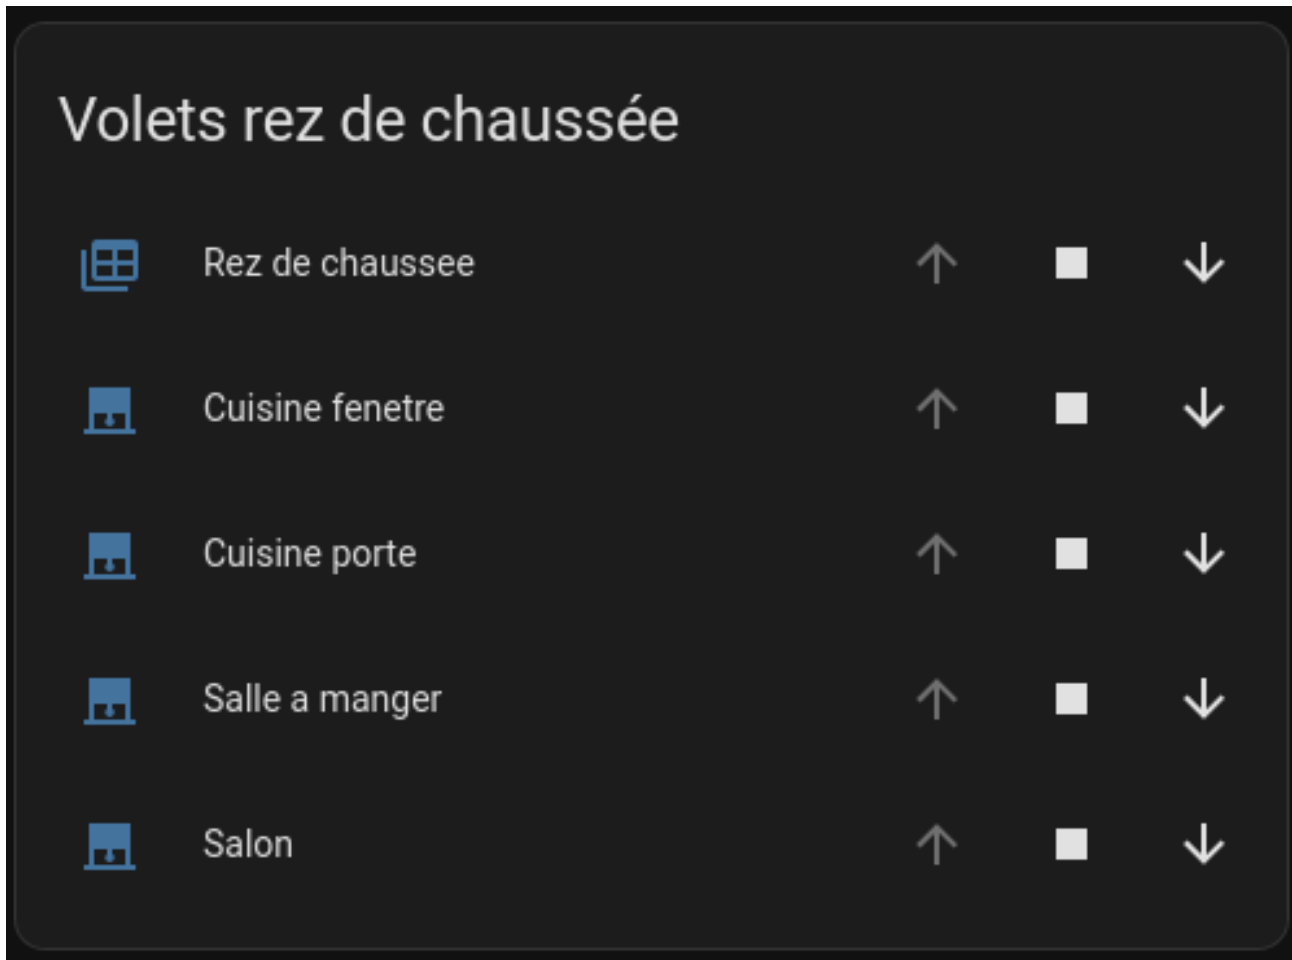 Volets rez de chaussée
Rez de chaussee
Cuisine fenetre
Cuisine porte
Salle a manger
Salon